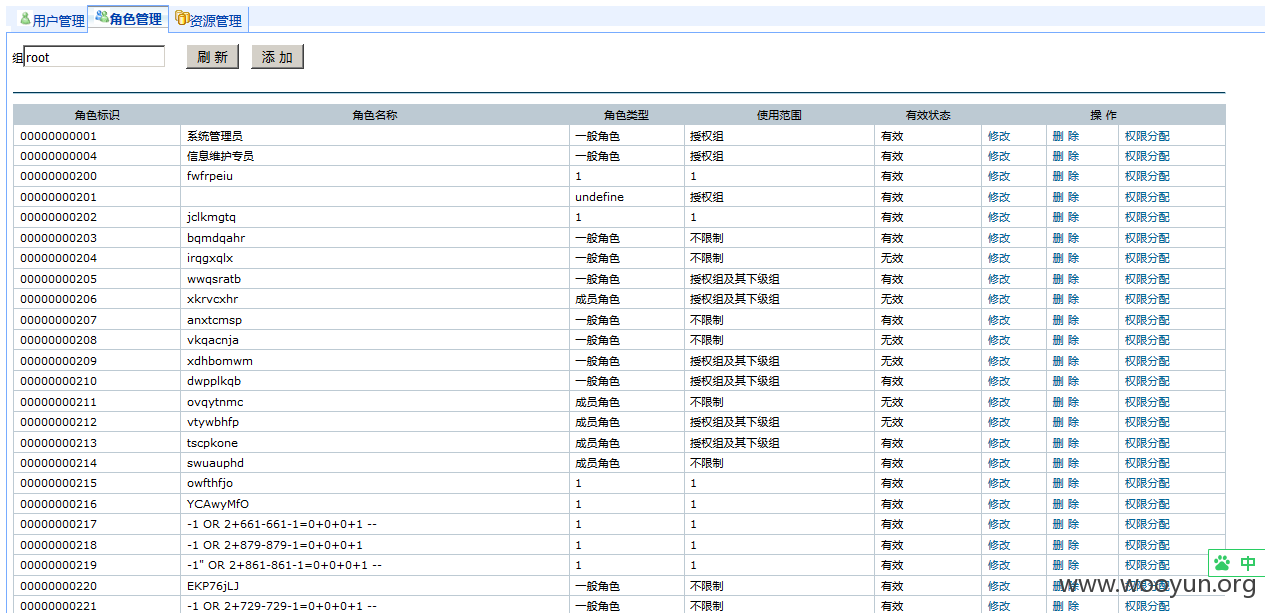 用户管理 角色管理 资源管理
组 root 刷 新 添 加
角色标识 角色名称 角色类型 使用范围 有效状态 操 作
00000000001 系统管理员 一般角色 授权组 有效 修改 删 除 权限分配
00000000004 信息维护专员 一般角色 授权组 有效 修改 删 除 权限分配
00000000200 fwfrpeiu 1 1 有效 修改 删 除 权限分配
00000000201 undefine 授权组 有效 修改 删 除 权限分配
00000000202 jclkmgtq 1 1 有效 修改 删 除 权限分配
00000000203 bqmdqahr 一般角色 不限制 有效 修改 删 除 权限分配
00000000204 irqgxqlx 一般角色 不限制 无效 修改 删 除 权限分配
00000000205 wwqsratb 一般角色 授权组及其下级组 有效 修改 删 除 权限分配
00000000206 xkrvcxhr 成员角色 授权组及其下级组 无效 修改 删 除 权限分配
00000000207 anxtcmsp 一般角色 不限制 有效 修改 删 除 权限分配
00000000208 vkqacnja 一般角色 不限制 无效 修改 删 除 权限分配
00000000209 xdhbomwm 一般角色 授权组及其下级组 无效 修改 删 除 权限分配
00000000210 dwpplkqb 一般角色 授权组及其下级组 有效 修改 删 除 权限分配
00000000211 ovqytnmc 成员角色 不限制 无效 修改 删 除 权限分配
00000000212 vtywbhfp 成员角色 授权组及其下级组 无效 修改 删 除 权限分配
00000000213 tscpkone 成员角色 授权组及其下级组 有效 修改 删 除 权限分配
00000000214 swuauphd 成员角色 不限制 有效 修改 删 除 权限分配
00000000215 owfthfjo 1 1 有效 修改 删 除 权限分配
00000000216 YCAwyMfO 1 1 有效 修改 删 除 权限分配
00000000217 -1 OR 2+661-661-1=0+0+0+1 -- 1 1 有效 修改 删 除 权限分配
00000000218 -1 OR 2+879-879-1=0+0+0+1 1 1 有效 修改 删 除 权限分配
00000000219 -1" OR 2+861-861-1=0+0+0+1 -- 1 1 有效 修改 删 除 权限分配
中
00000000220 EKP76jLJ 一般角色 不限制 有效 修改 删 除 权限分配
www.wooyun.org
00000000221 -1 OR 2+729-729-1=0+0+0+1 -- 一般角色 不限制 有效 修改 删 除 权限分配